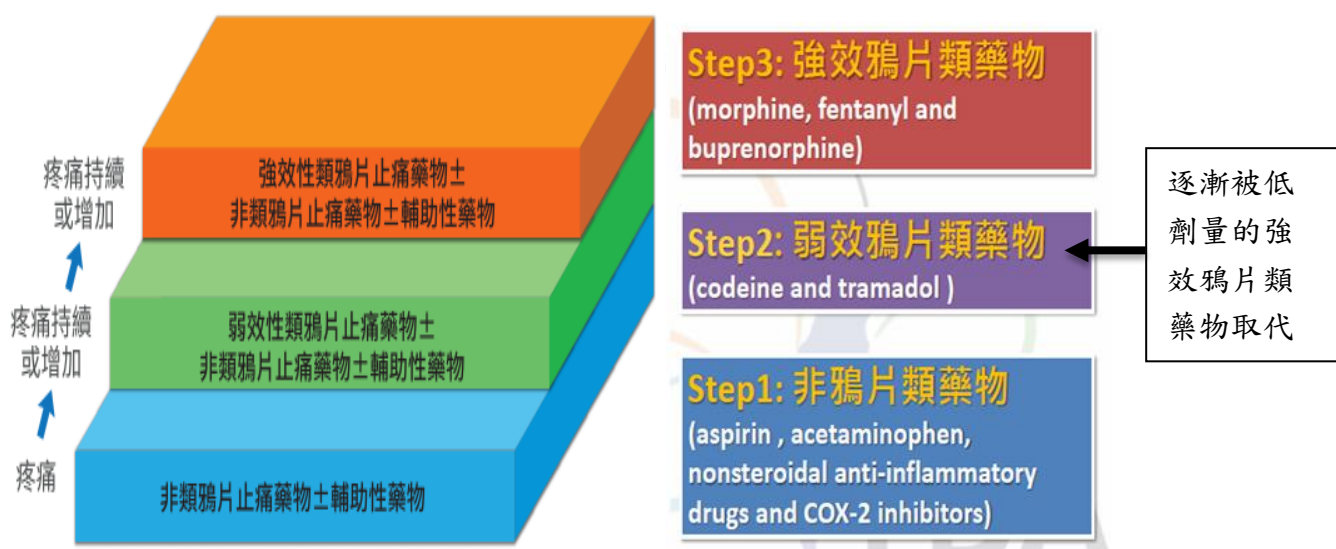 疼痛持續
或增加
疼痛持續
或增加
疼痛
強效性類鴉片止痛藥物±
非類鴉片止痛藥物±輔助性藥物
弱效性類鴉片止痛藥物±
非類鴉片止痛藥物±輔助性藥物
非類鴉片止痛藥物±輔助性藥物
Step3: 強效鴉片類藥物
(morphine, fentanyl and
buprenorphine)
Step2: 弱效鴉片類藥物
(codeine and tramadol )
Step1: 非鴉片類藥物
(aspirin , acetaminophen,
nonsteroidal anti-inflammatory
drugs and COX-2 inhibitors)
逐漸被低
劑量的強
效鴉片類
藥物取代